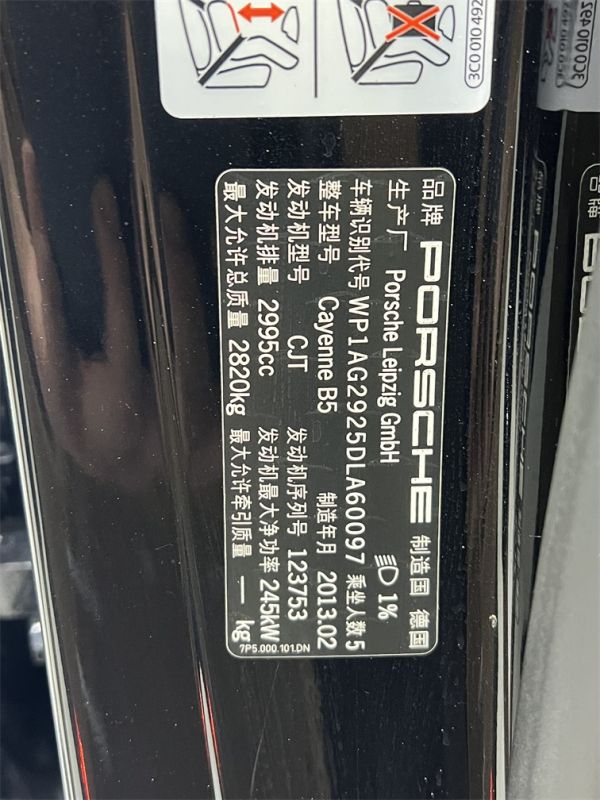 3C0 010 492
品牌 PORSCHE 制造国 德国
生产厂 Porsche Leipzig GmbH 1%
车辆识别代号 WP1AG2925DLA60097 乘坐人数 5
整车型号 Cayenne B5 制造年月 2013.02
发动机型号 CJT 发动机序列号 123753
发动机排量 2995cc 发动机最大净功率 245kW
最大允许总质量 2820kg 最大允许牵引质量 — kg
7P5.000.101.DN